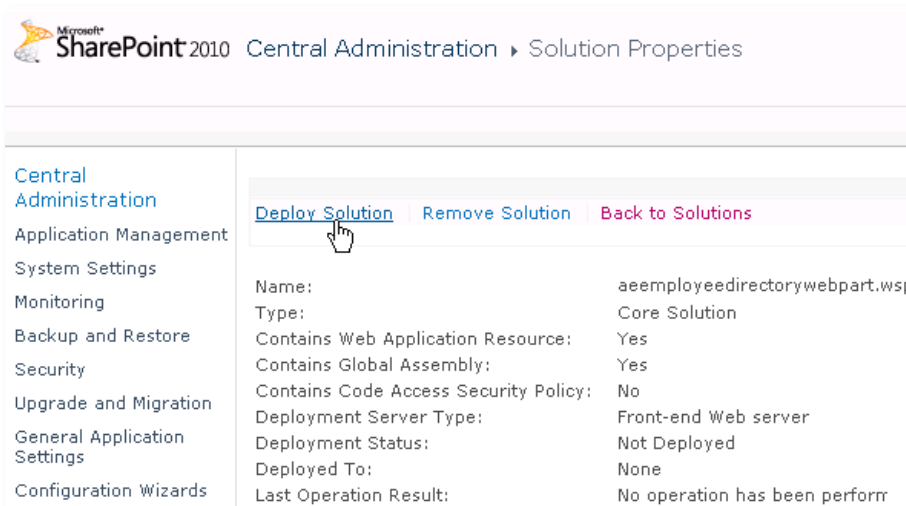 Microsoft®
SharePoint 2010 Central Administration ▸ Solution Properties
Central
Administration
Application Management
System Settings
Monitoring
Backup and Restore
Security
Upgrade and Migration
General Application
Settings
Configuration Wizards
Deploy Solution Remove Solution Back to Solutions
Name: aeemployeedirectorywebpart.wsp
Type: Core Solution
Contains Web Application Resource: Yes
Contains Global Assembly: Yes
Contains Code Access Security Policy: No
Deployment Server Type: Front-end Web server
Deployment Status: Not Deployed
Deployed To: None
Last Operation Result: No operation has been perform